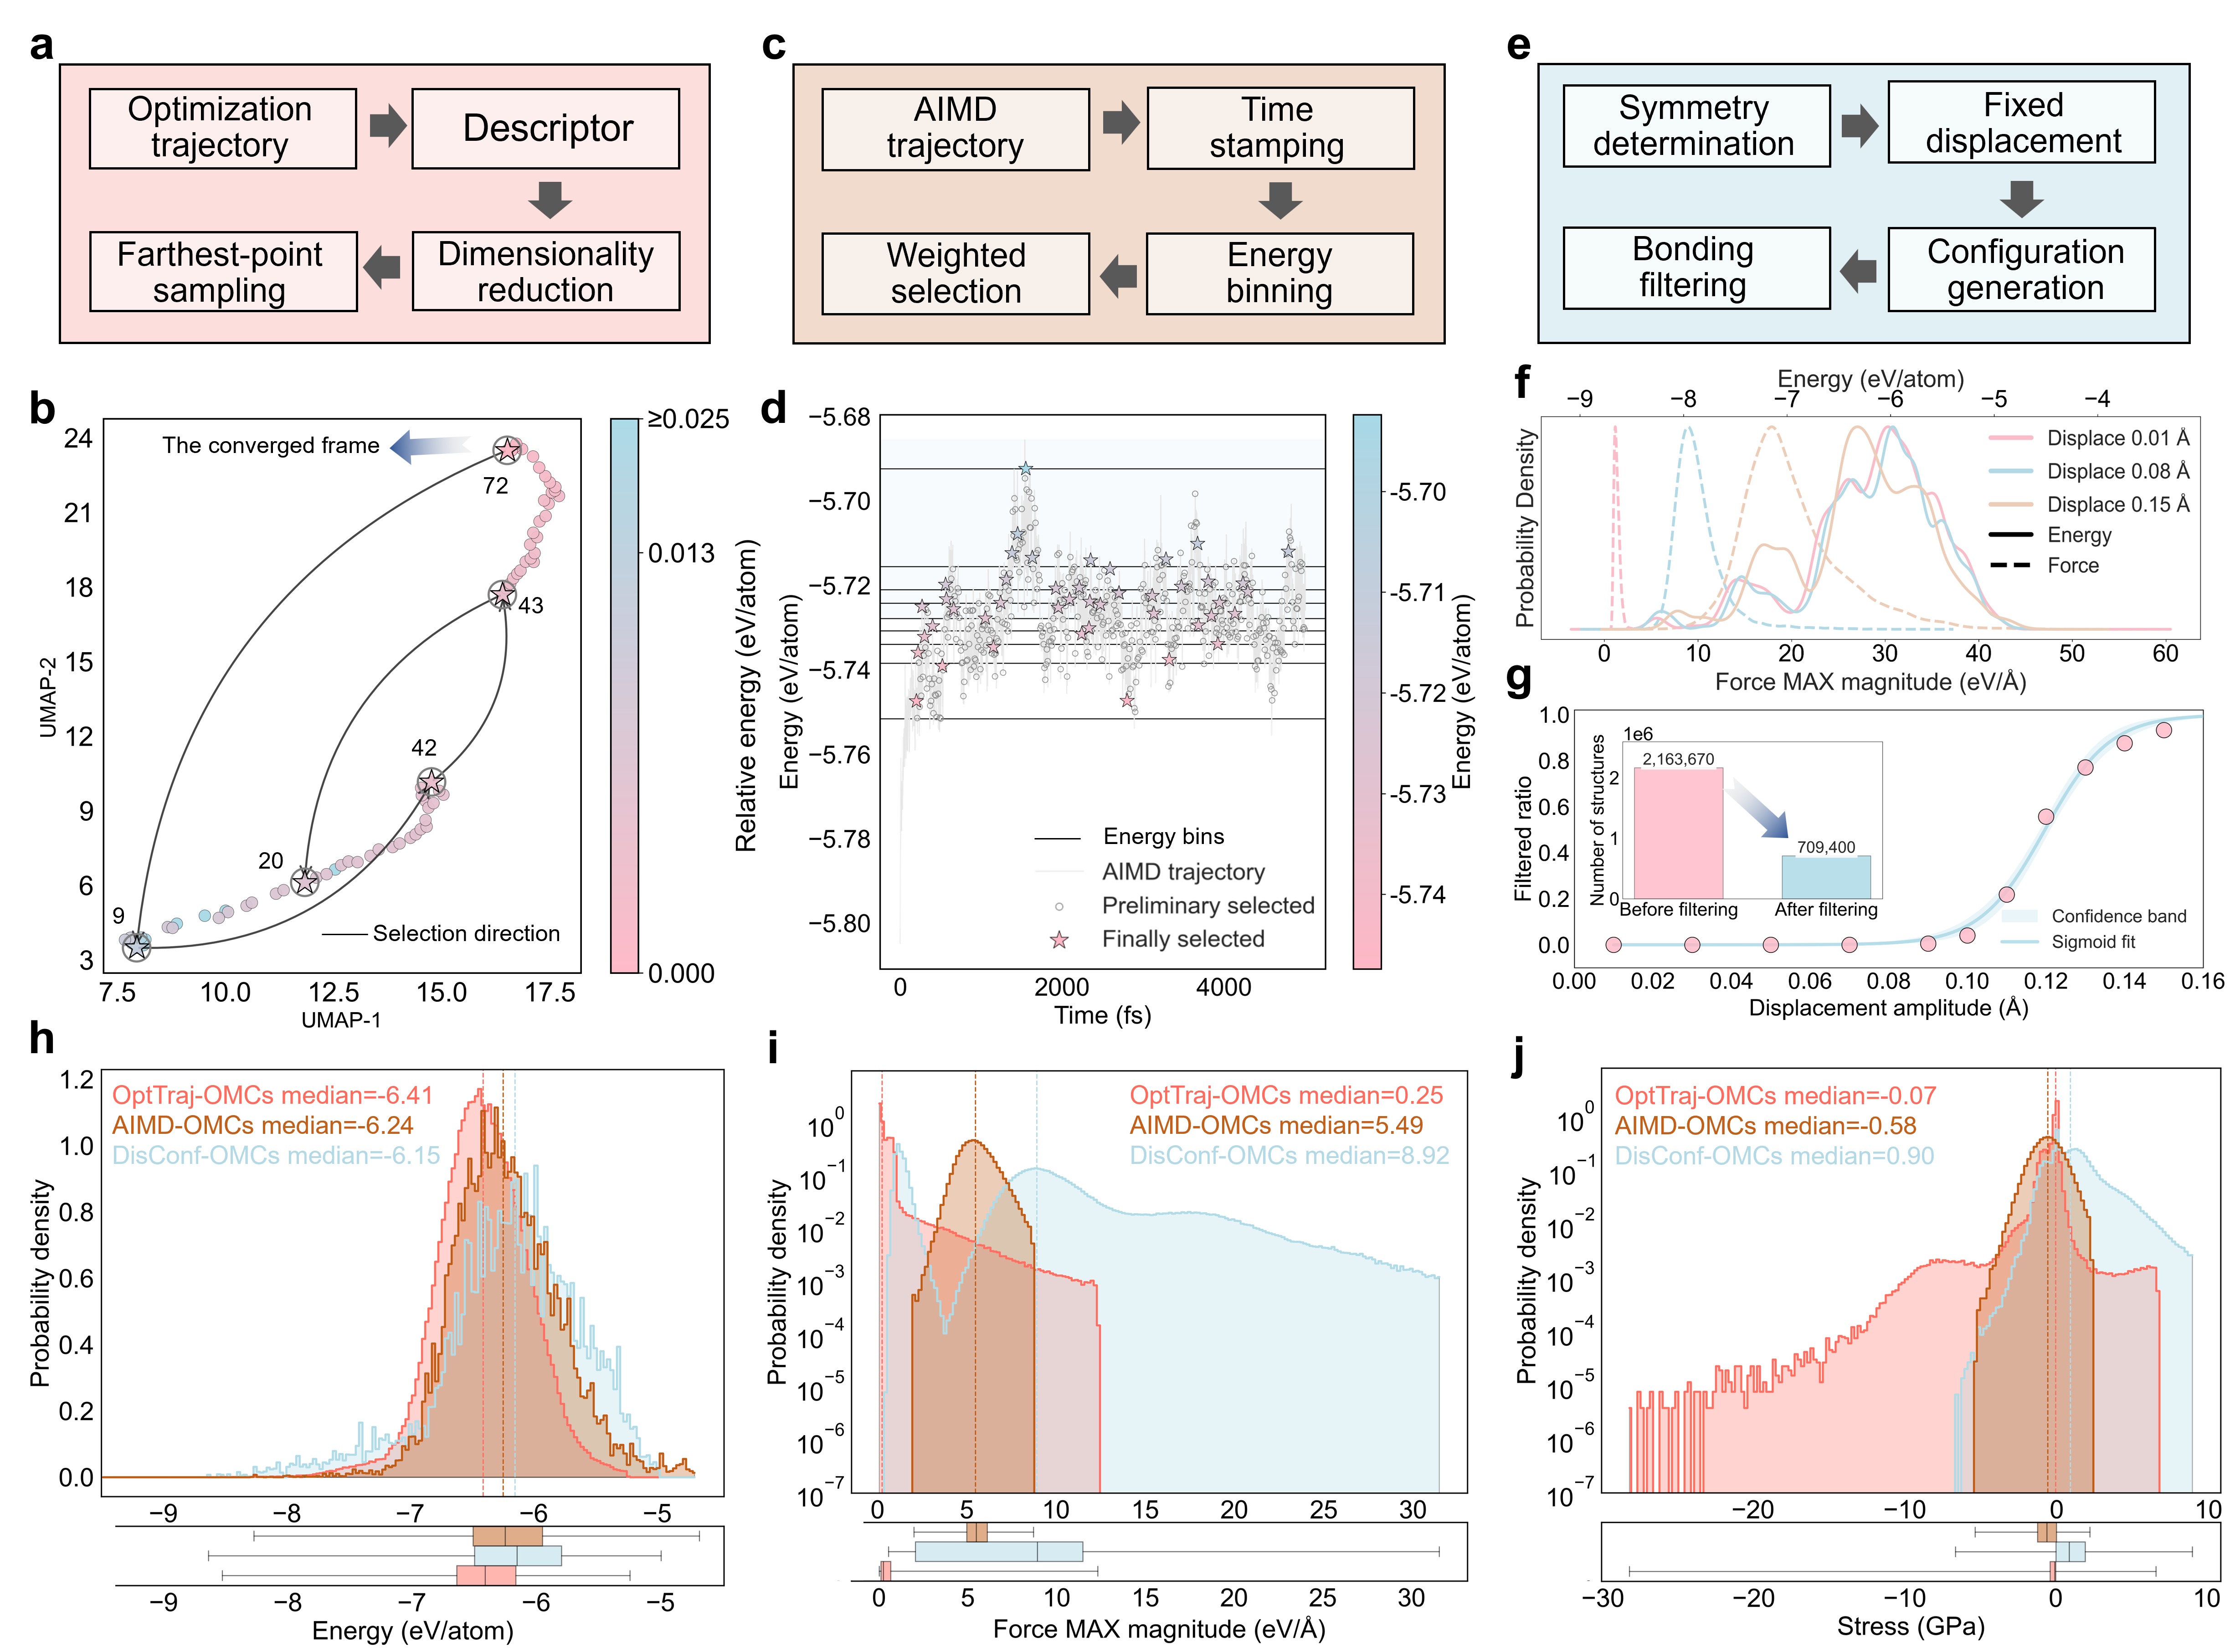 a
Optimization
trajectory
Descriptor
Farthest-point
sampling
Dimensionality
reduction
c
AIMD
trajectory
Time
stamping
Weighted
selection
Energy
binning
e
Symmetry
determination
Fixed
displacement
Bonding
filtering
Configuration
generation
b
The converged frame
72
43
42
20
9
Selection direction
24
21
18
15
12
9
6
3
UMAP-2
7.5 10.0 12.5 15.0 17.5
UMAP-1
≥0.025
0.013
0.000
Relative energy (eV/atom)
d
−5.68
−5.70
−5.72
−5.74
−5.76
−5.78
−5.80
Energy (eV/atom)
Energy bins
AIMD trajectory
Preliminary selected
Finally selected
0 2000 4000
Time (fs)
-5.70
-5.71
-5.72
-5.73
-5.74
Energy (eV/atom)
f
Energy (eV/atom)
−9 −8 −7 −6 −5 −4
Probability Density
Displace 0.01 Å
Displace 0.08 Å
Displace 0.15 Å
Energy
Force
0 10 20 30 40 50 60
Force MAX magnitude (eV/Å)
g
1.0
0.8
0.6
0.4
0.2
0.0
Filtered ratio
1e6
Number of structures
2
1
0
2,163,670
709,400
Before filtering After filtering
Confidence band
Sigmoid fit
0.00 0.02 0.04 0.06 0.08 0.10 0.12 0.14 0.16
Displacement amplitude (Å)
h
OptTraj-OMCs median=-6.41
AIMD-OMCs median=-6.24
DisConf-OMCs median=-6.15
1.2
1.0
0.8
0.6
0.4
0.2
0.0
Probability density
−9 −8 −7 −6 −5
−9 −8 −7 −6 −5
Energy (eV/atom)
i
OptTraj-OMCs median=0.25
AIMD-OMCs median=5.49
DisConf-OMCs median=8.92
10⁰
10⁻¹
10⁻²
10⁻³
10⁻⁴
10⁻⁵
10⁻⁶
10⁻⁷
Probability density
0 5 10 15 20 25 30
0 5 10 15 20 25 30
Force MAX magnitude (eV/Å)
j
OptTraj-OMCs median=-0.07
AIMD-OMCs median=-0.58
DisConf-OMCs median=0.90
10⁰
10⁻¹
10⁻²
10⁻³
10⁻⁴
10⁻⁵
10⁻⁶
10⁻⁷
Probability density
−20 −10 0 10
−30 −20 −10 0 10
Stress (GPa)